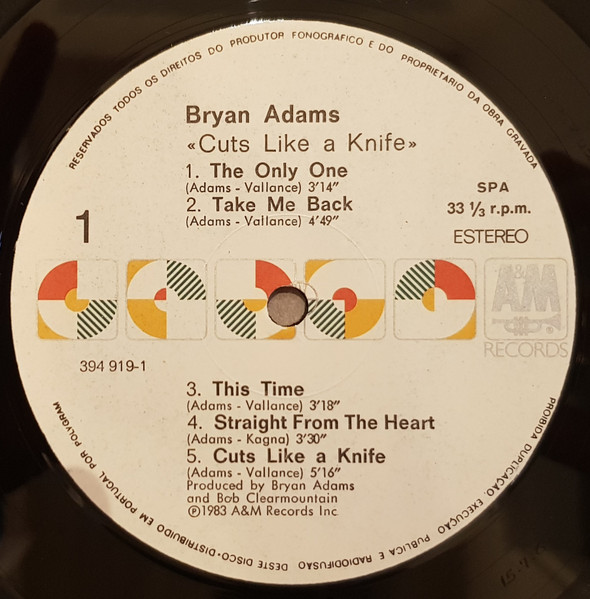 RESERVADOS TODOS OS DIREITOS DO PRODUTOR FONOGRAFICO E DO PROPRIETARIO DA OBRA GRAVADA
Bryan Adams
«Cuts Like a Knife»
1. The Only One
(Adams - Vallance) 3'14"
2. Take Me Back
(Adams - Vallance) 4'49"
1
SPA
33 ⅓ r.p.m.
ESTEREO
A&M
RECORDS
394 919-1
3. This Time
(Adams - Vallance) 3'18"
4. Straight From The Heart
(Adams - Kagna) 3'30"
5. Cuts Like a Knife
(Adams - Vallance) 5'16"
Produced by Bryan Adams
and Bob Clearmountain
℗1983 A&M Records Inc.
PROIBIDA DUPLICAÇÃO, EXECUÇÃO PUBLICA E RADIODIFUSÃO DESTE DISCO • DISTRIBUIDO EM PORTUGAL POR POLYGRAM